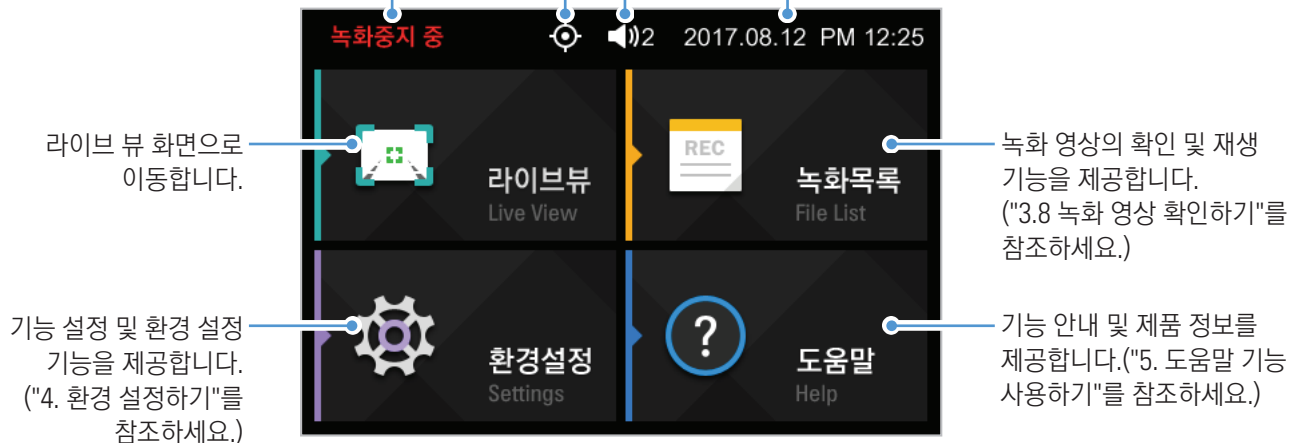 녹화중지 중 2 2017.08.12 PM 12:25
라이브 뷰 화면으로
이동합니다.
라이브뷰
Live View
REC
녹화목록
File List
녹화 영상의 확인 및 재생
기능을 제공합니다.
("3.8 녹화 영상 확인하기"를
참조하세요.)
기능 설정 및 환경 설정
기능을 제공합니다.
("4. 환경 설정하기"를
참조하세요.)
환경설정
Settings
?
도움말
Help
기능 안내 및 제품 정보를
제공합니다.("5. 도움말 기능
사용하기"를 참조하세요.)